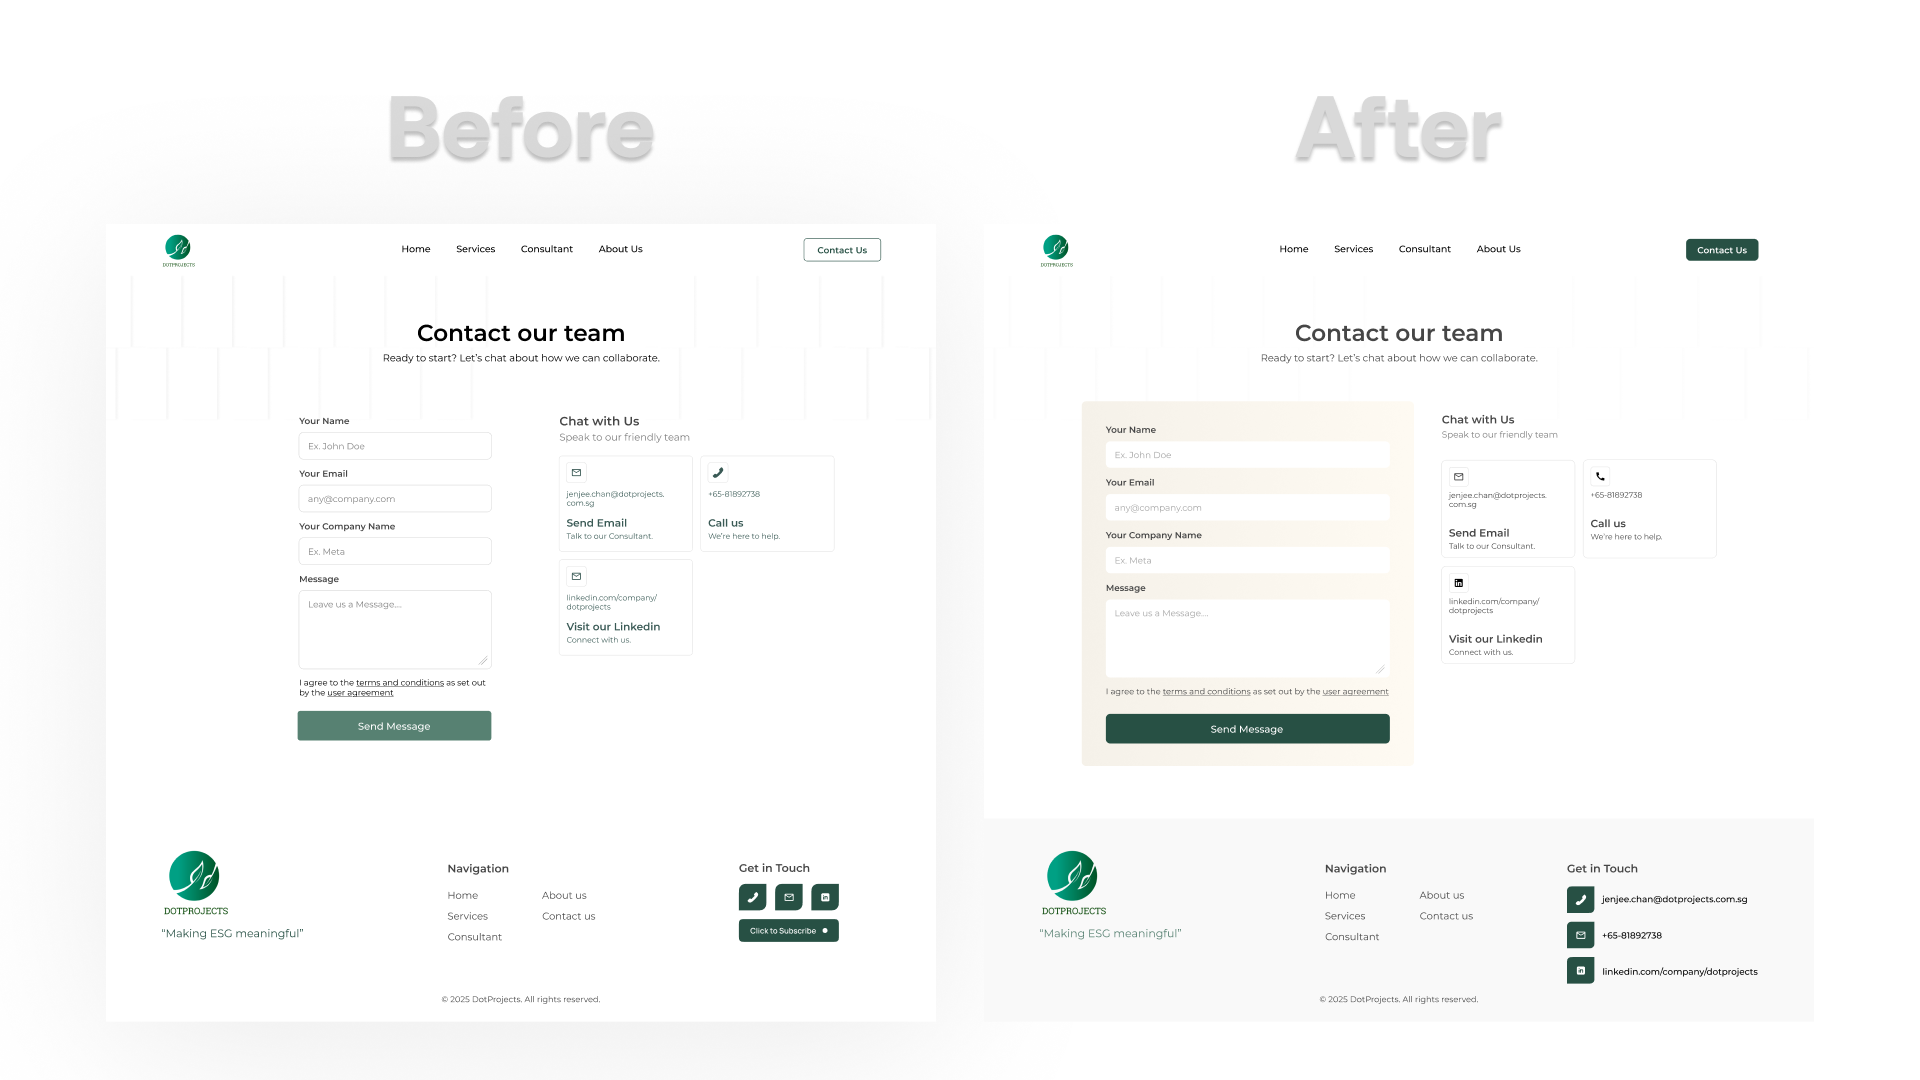 Before
DOTPROJECTS
Home
Services
Consultant
About Us
Contact Us
Contact our team
Ready to start? Let's chat about how we can collaborate.
Your Name
Ex. John Doe
Your Email
any@company.com
Your Company Name
Ex. Meta
Message
Leave us a Message....
I agree to the terms and conditions as set out
by the user agreement
Send Message
Chat with Us
Speak to our friendly team
jenjee.chan@dotprojects.
com.sg
Send Email
Talk to our Consultant.
+65-81892738
Call us
We're here to help.
linkedin.com/company/
dotprojects
Visit our Linkedin
Connect with us.
DOTPROJECTS
“Making ESG meaningful”
Navigation
Home
Services
Consultant
About us
Contact us
Get in Touch
Click to Subscribe
© 2025 DotProjects. All rights reserved.
After
DOTPROJECTS
Home
Services
Consultant
About Us
Contact Us
Contact our team
Ready to start? Let's chat about how we can collaborate.
Your Name
Ex. John Doe
Your Email
any@company.com
Your Company Name
Ex. Meta
Message
Leave us a Message....
I agree to the terms and conditions as set out by the user agreement
Send Message
Chat with Us
Speak to our friendly team
jenjee.chan@dotprojects.
com.sg
Send Email
Talk to our Consultant.
+65-81892738
Call us
We're here to help.
linkedin.com/company/
dotprojects
Visit our Linkedin
Connect with us.
DOTPROJECTS
“Making ESG meaningful”
Navigation
Home
Services
Consultant
About us
Contact us
Get in Touch
jenjee.chan@dotprojects.com.sg
+65-81892738
linkedin.com/company/dotprojects
© 2025 DotProjects. All rights reserved.